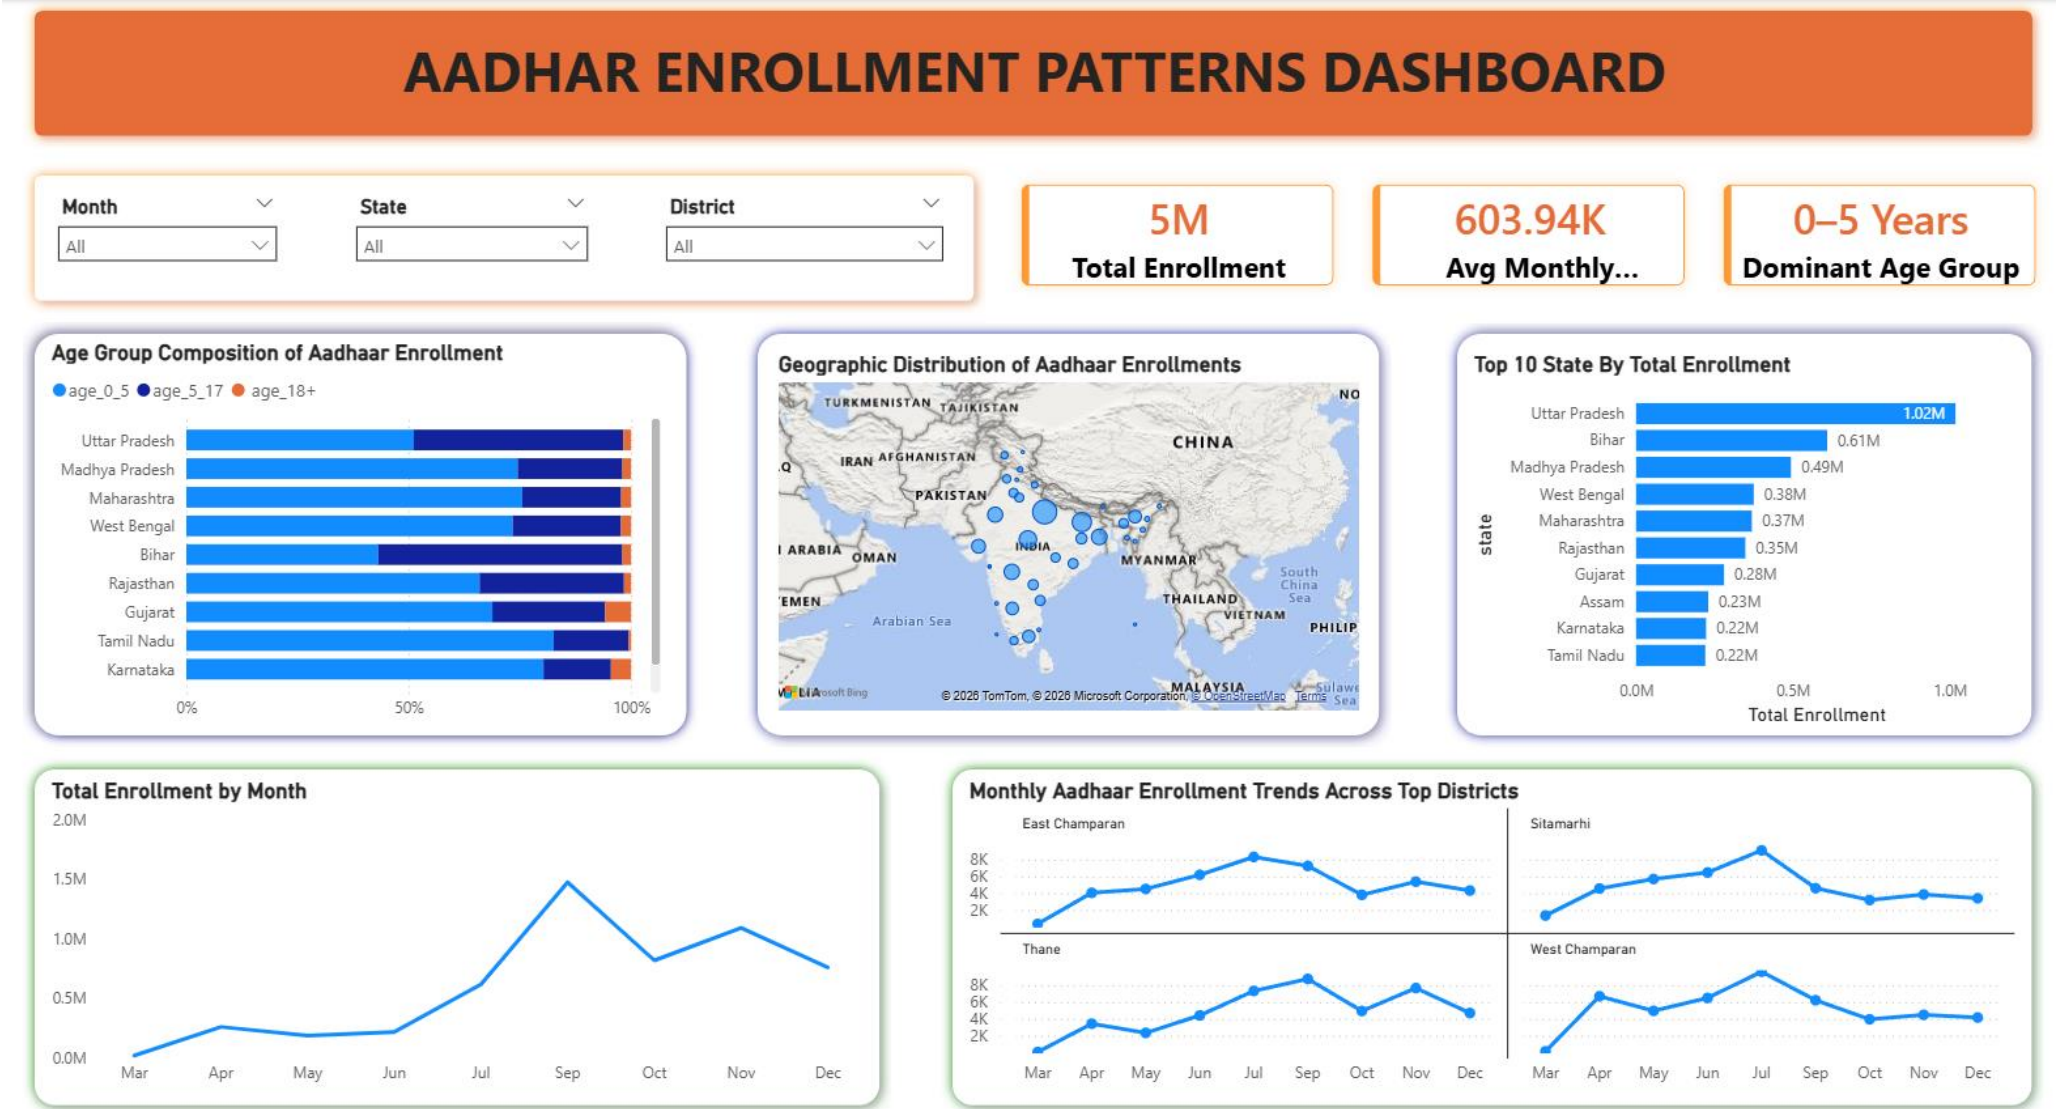 AADHAR ENROLLMENT PATTERNS DASHBOARD
Month
All
State
All
District
All
5M
Total Enrollment
603.94K
Avg Monthly...
0–5 Years
Dominant Age Group
Age Group Composition of Aadhaar Enrollment
age_0_5 age_5_17 age_18+
Uttar Pradesh
Madhya Pradesh
Maharashtra
West Bengal
Bihar
Rajasthan
Gujarat
Tamil Nadu
Karnataka
0% 50% 100%
Geographic Distribution of Aadhaar Enrollments
NO
TURKMENISTAN
TAJIKISTAN
CHINA
Q
IRAN
AFGHANISTAN
PAKISTAN
INDIA
ARABIA
OMAN
MYANMAR
South
China
Sea
EMEN
THAILAND
VIETNAM
Arabian Sea
PHILIP
MALAYSIA
Sulawe
Sea
LIA
rosoft Bing
© 2026 TomTom, © 2026 Microsoft Corporation, © OpenStreetMap Terms
Top 10 State By Total Enrollment
state
Uttar Pradesh 1.02M
Bihar 0.61M
Madhya Pradesh 0.49M
West Bengal 0.38M
Maharashtra 0.37M
Rajasthan 0.35M
Gujarat 0.28M
Assam 0.23M
Karnataka 0.22M
Tamil Nadu 0.22M
0.0M 0.5M 1.0M
Total Enrollment
Total Enrollment by Month
2.0M
1.5M
1.0M
0.5M
0.0M
Mar Apr May Jun Jul Sep Oct Nov Dec
Monthly Aadhaar Enrollment Trends Across Top Districts
East Champaran
8K
6K
4K
2K
Sitamarhi
Thane
8K
6K
4K
2K
West Champaran
Mar Apr May Jun Jul Sep Oct Nov Dec
Mar Apr May Jun Jul Sep Oct Nov Dec